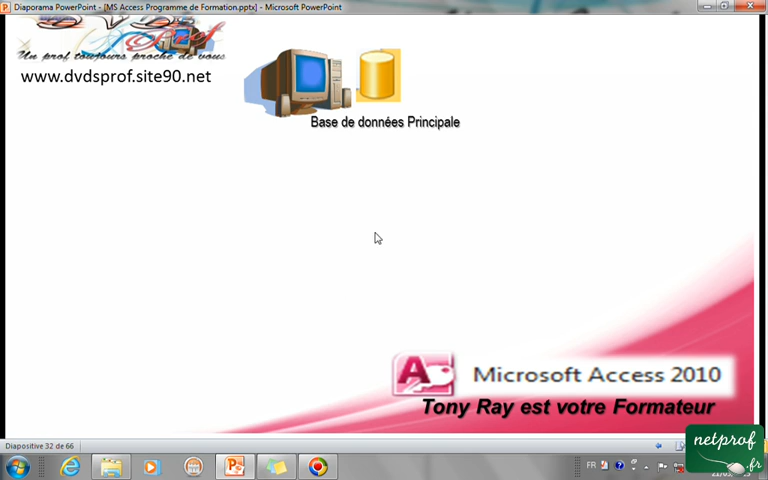 Diaporama PowerPoint - [MS Access Programme de Formation.pptx] - Microsoft PowerPoint
Un prof toujours proche de vous
www.dvdsprof.site90.net
Base de données Principale
A
Microsoft Access 2010
Tony Ray est votre Formateur
Diapositive 32 de 66
netprof
.fr
FR